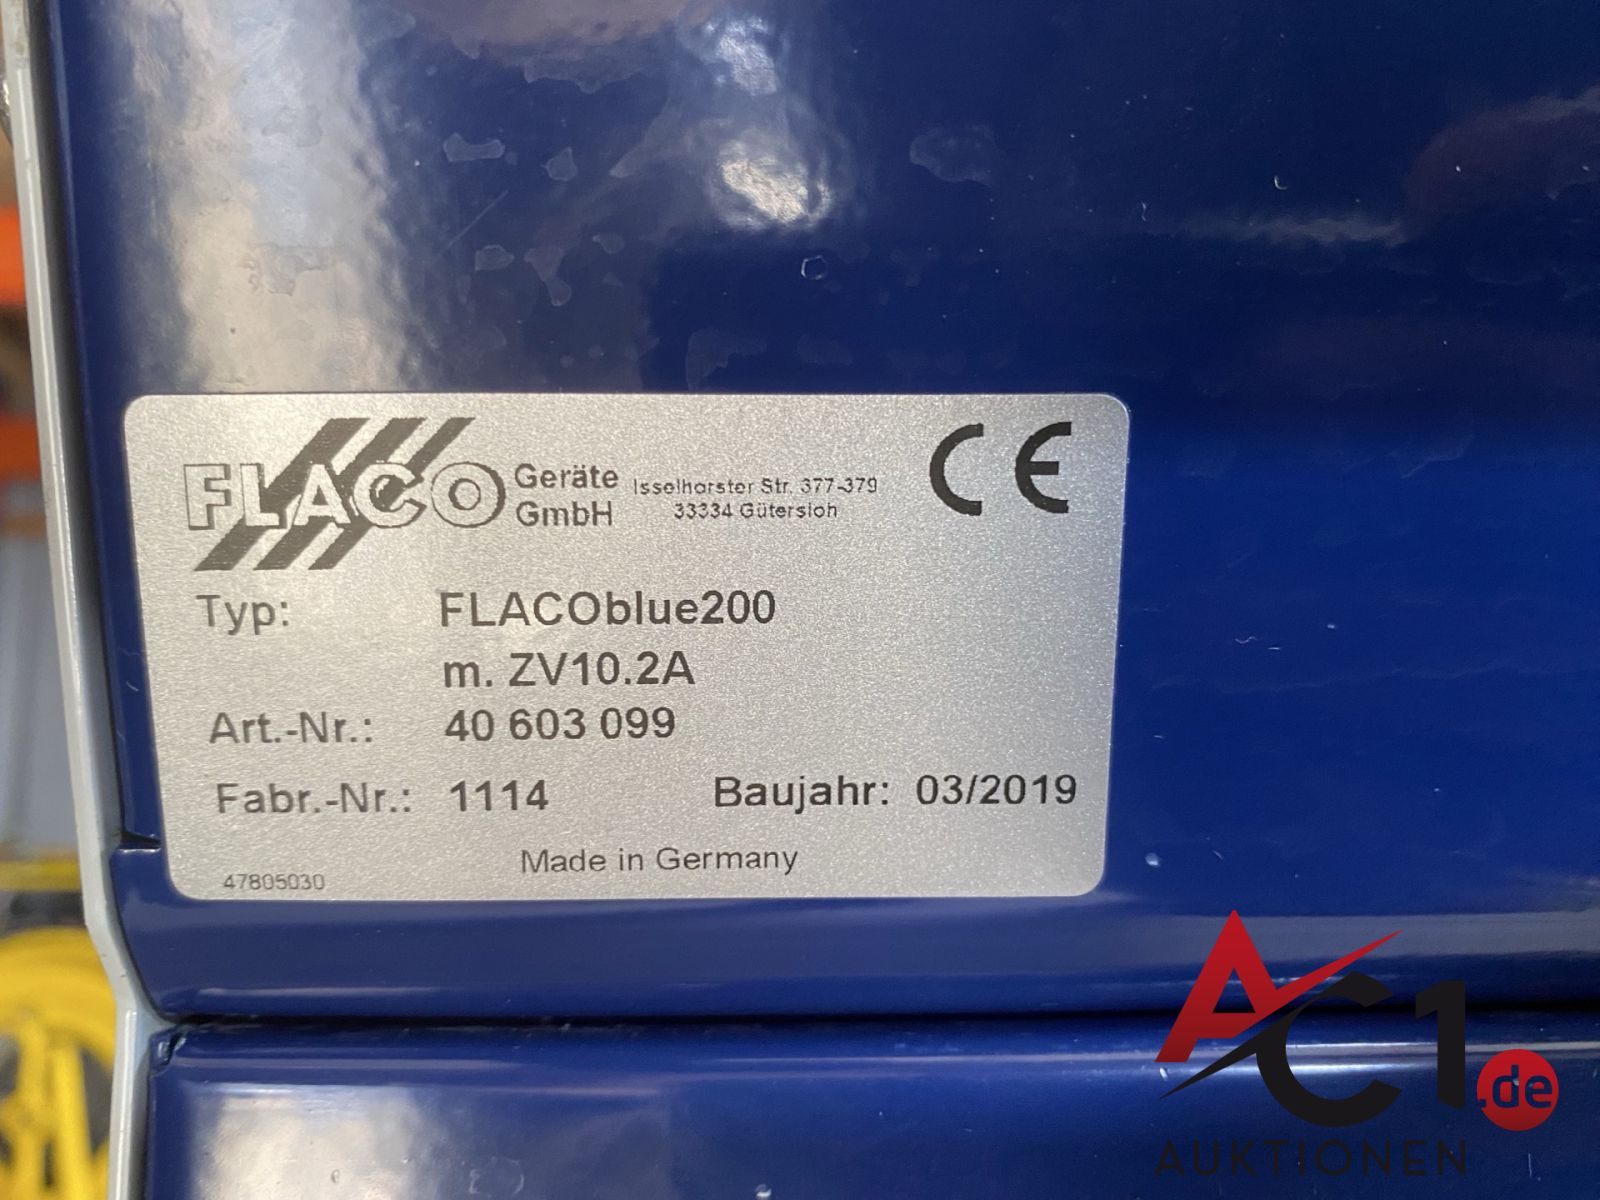 FLACO Geräte GmbH
Isselhorster Str. 377-379
33334 Gütersloh
CE
Typ: FLACOblue200
m. ZV10.2A
Art.-Nr.: 40 603 099
Fabr.-Nr.: 1114 Baujahr: 03/2019
Made in Germany
47805030
AC1.de
AUKTIONEN